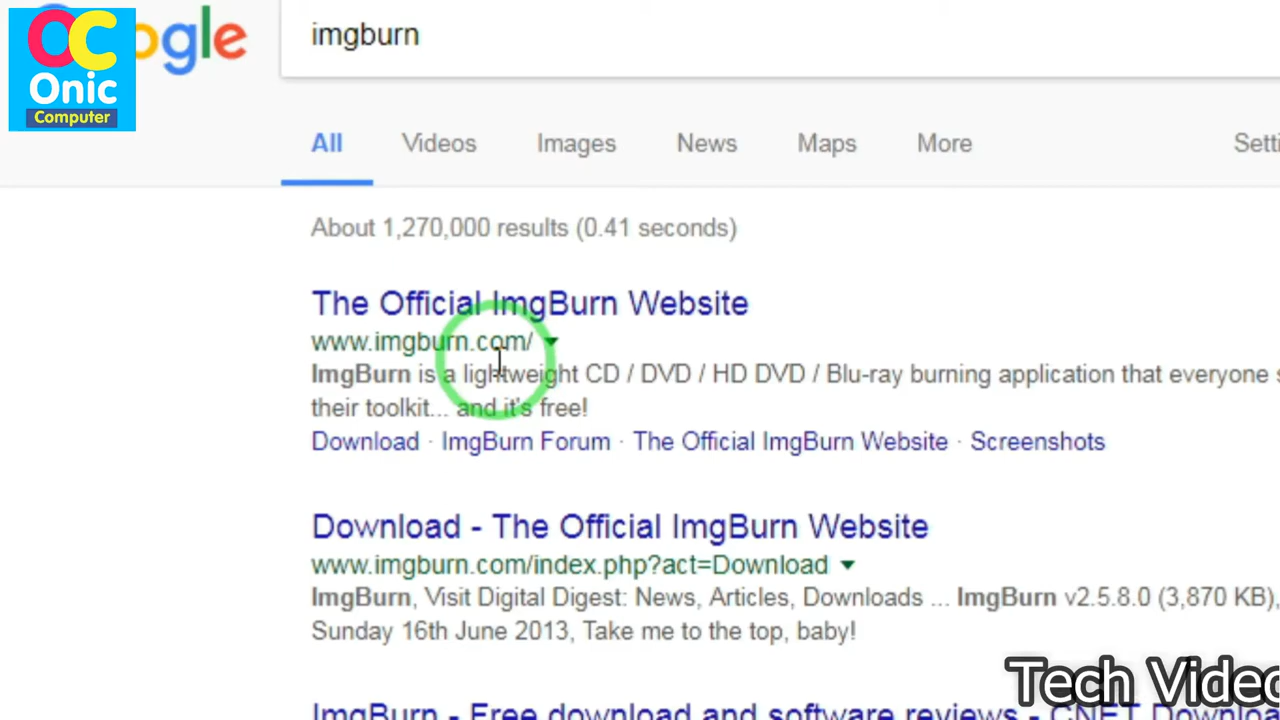 OC
Onic
Computer
ogle
imgburn
All Videos Images News Maps More
About 1,270,000 results (0.41 seconds)
The Official ImgBurn Website
www.imgburn.com/
ImgBurn is a lightweight CD / DVD / HD DVD / Blu-ray burning application that everyone
their toolkit... and it's free!
Download · ImgBurn Forum · The Official ImgBurn Website · Screenshots
Download - The Official ImgBurn Website
www.imgburn.com/index.php?act=Download
ImgBurn, Visit Digital Digest: News, Articles, Downloads ... ImgBurn v2.5.8.0 (3,870 KB),
Sunday 16th June 2013, Take me to the top, baby!
Tech Video
ImgBurn - Free download and software reviews - CNET